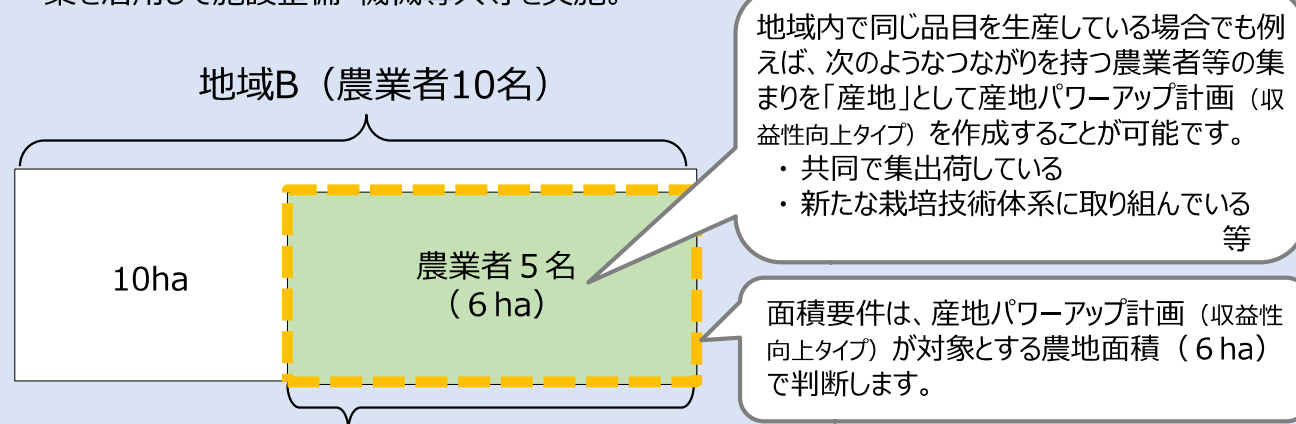 業を活用して施設整備・機械導入等を実施。
地域B（農業者10名）
10ha
農業者５名
（６ha）
地域内で同じ品目を生産している場合でも例
えば、次のようなつながりを持つ農業者等の集
まりを「産地」として産地パワーアップ計画（収
益性向上タイプ）を作成することが可能です。
・ 共同で集出荷している
・ 新たな栽培技術体系に取り組んでいる
等
面積要件は、産地パワーアップ計画（収益性
向上タイプ）が対象とする農地面積（６ha）
で判断します。